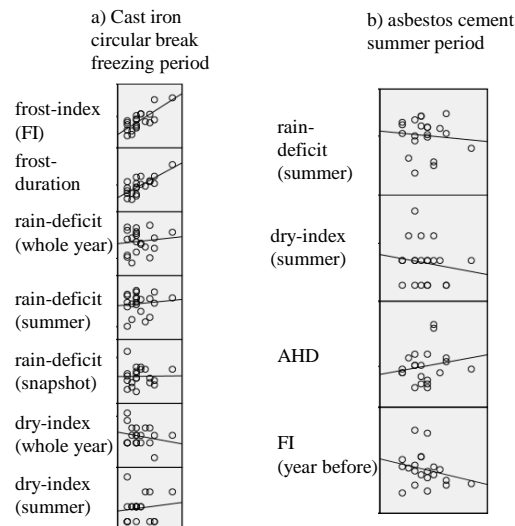 a) Cast iron
circular break
freezing period
frost-index
(FI)
frost-
duration
rain-deficit
(whole year)
rain-deficit
(summer)
rain-deficit
(snapshot)
dry-index
(whole year)
dry-index
(summer)
b) asbestos cement
summer period
rain-
deficit
(summer)
dry-index
(summer)
AHD
FI
(year before)